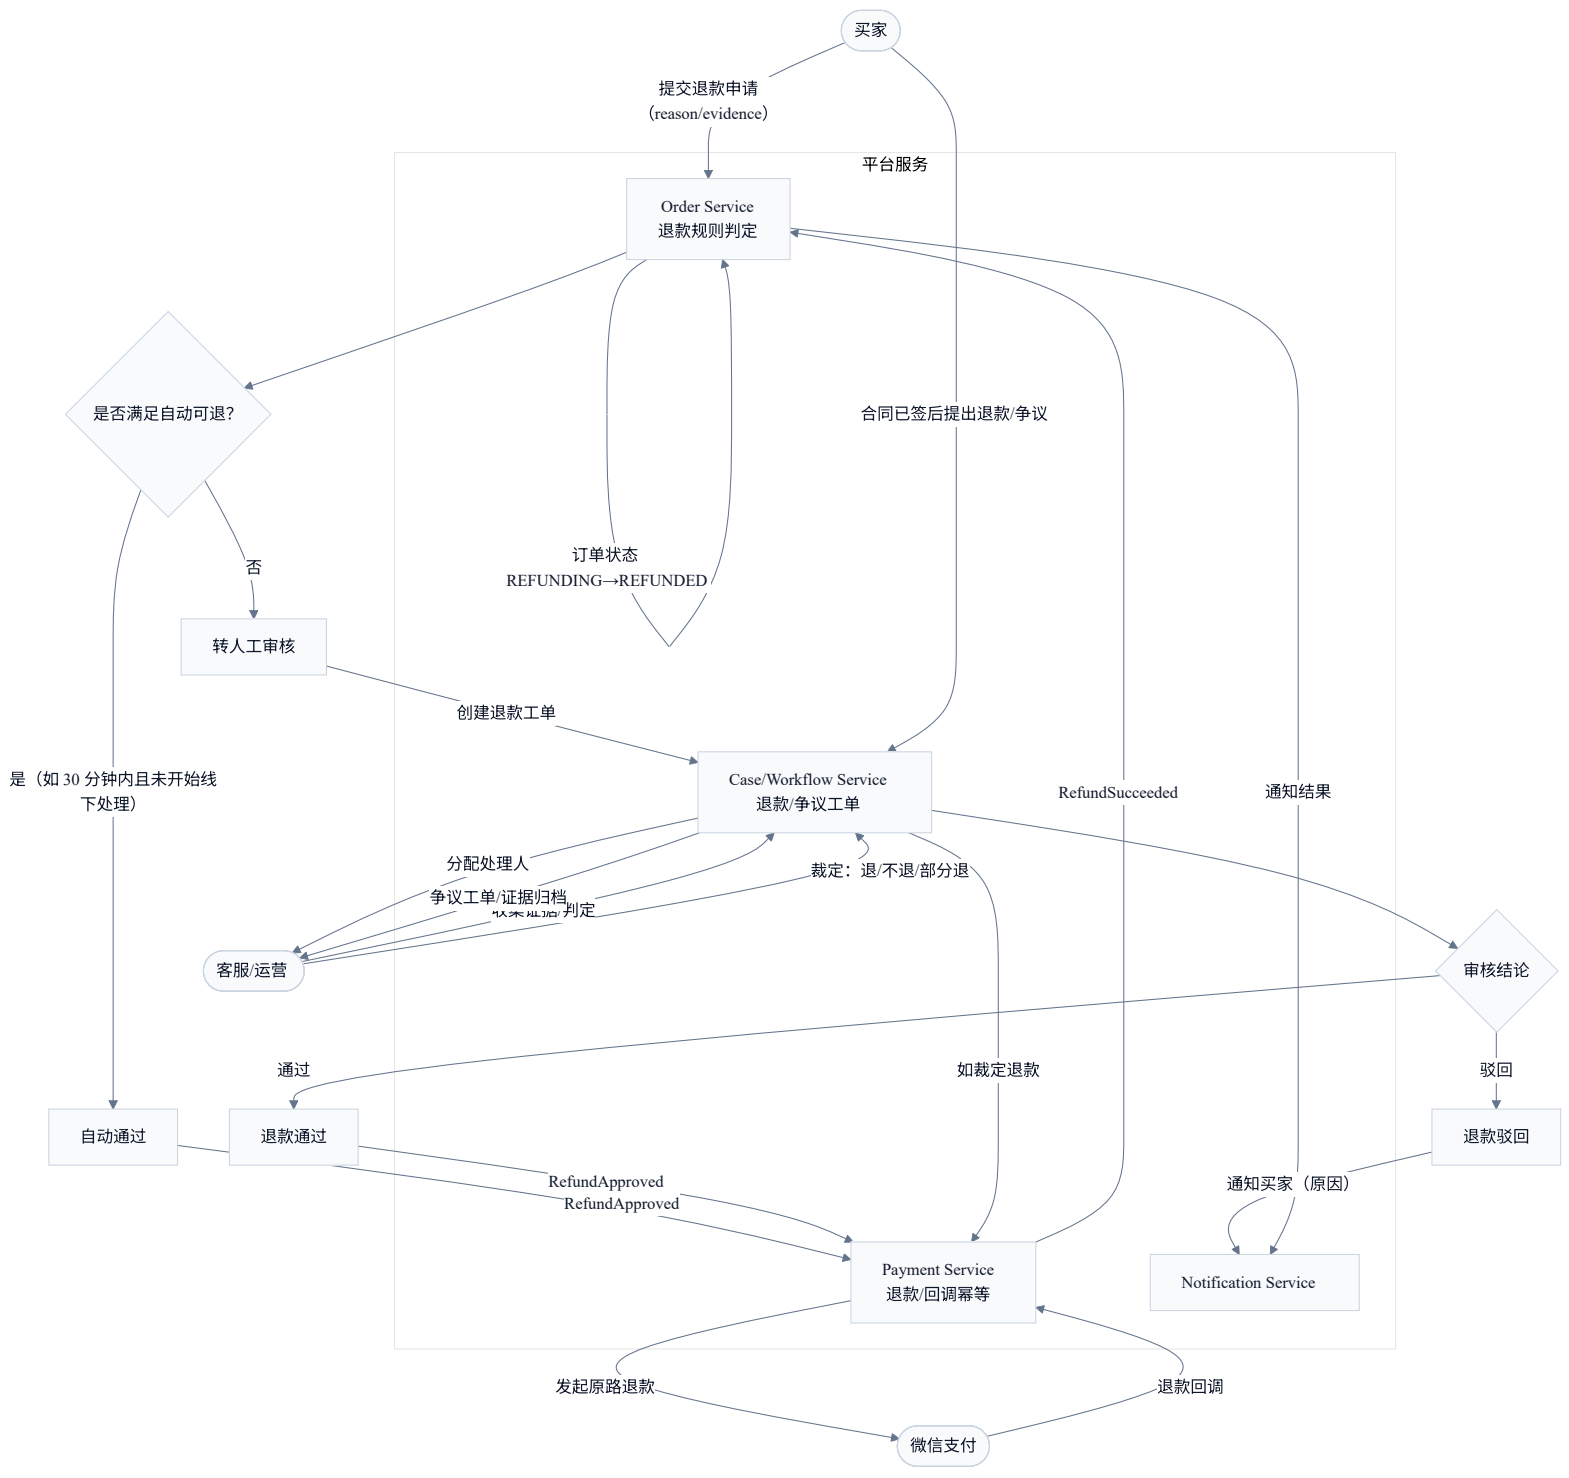 买家
提交退款申请
（reason/evidence）
平台服务
Order Service
退款规则判定
是否满足自动可退？
合同已签后提出退款/争议
订单状态
REFUNDING→REFUNDED
否
转人工审核
创建退款工单
是（如 30 分钟内且未开始线
下处理）
Case/Workflow Service
退款/争议工单
RefundSucceeded
通知结果
分配处理人
裁定：退/不退/部分退
争议工单/证据归档
收集证据/判定
客服/运营
审核结论
通过
如裁定退款
驳回
自动通过
退款通过
退款驳回
RefundApproved
RefundApproved
通知买家（原因）
Payment Service
退款/回调幂等
Notification Service
发起原路退款
退款回调
微信支付